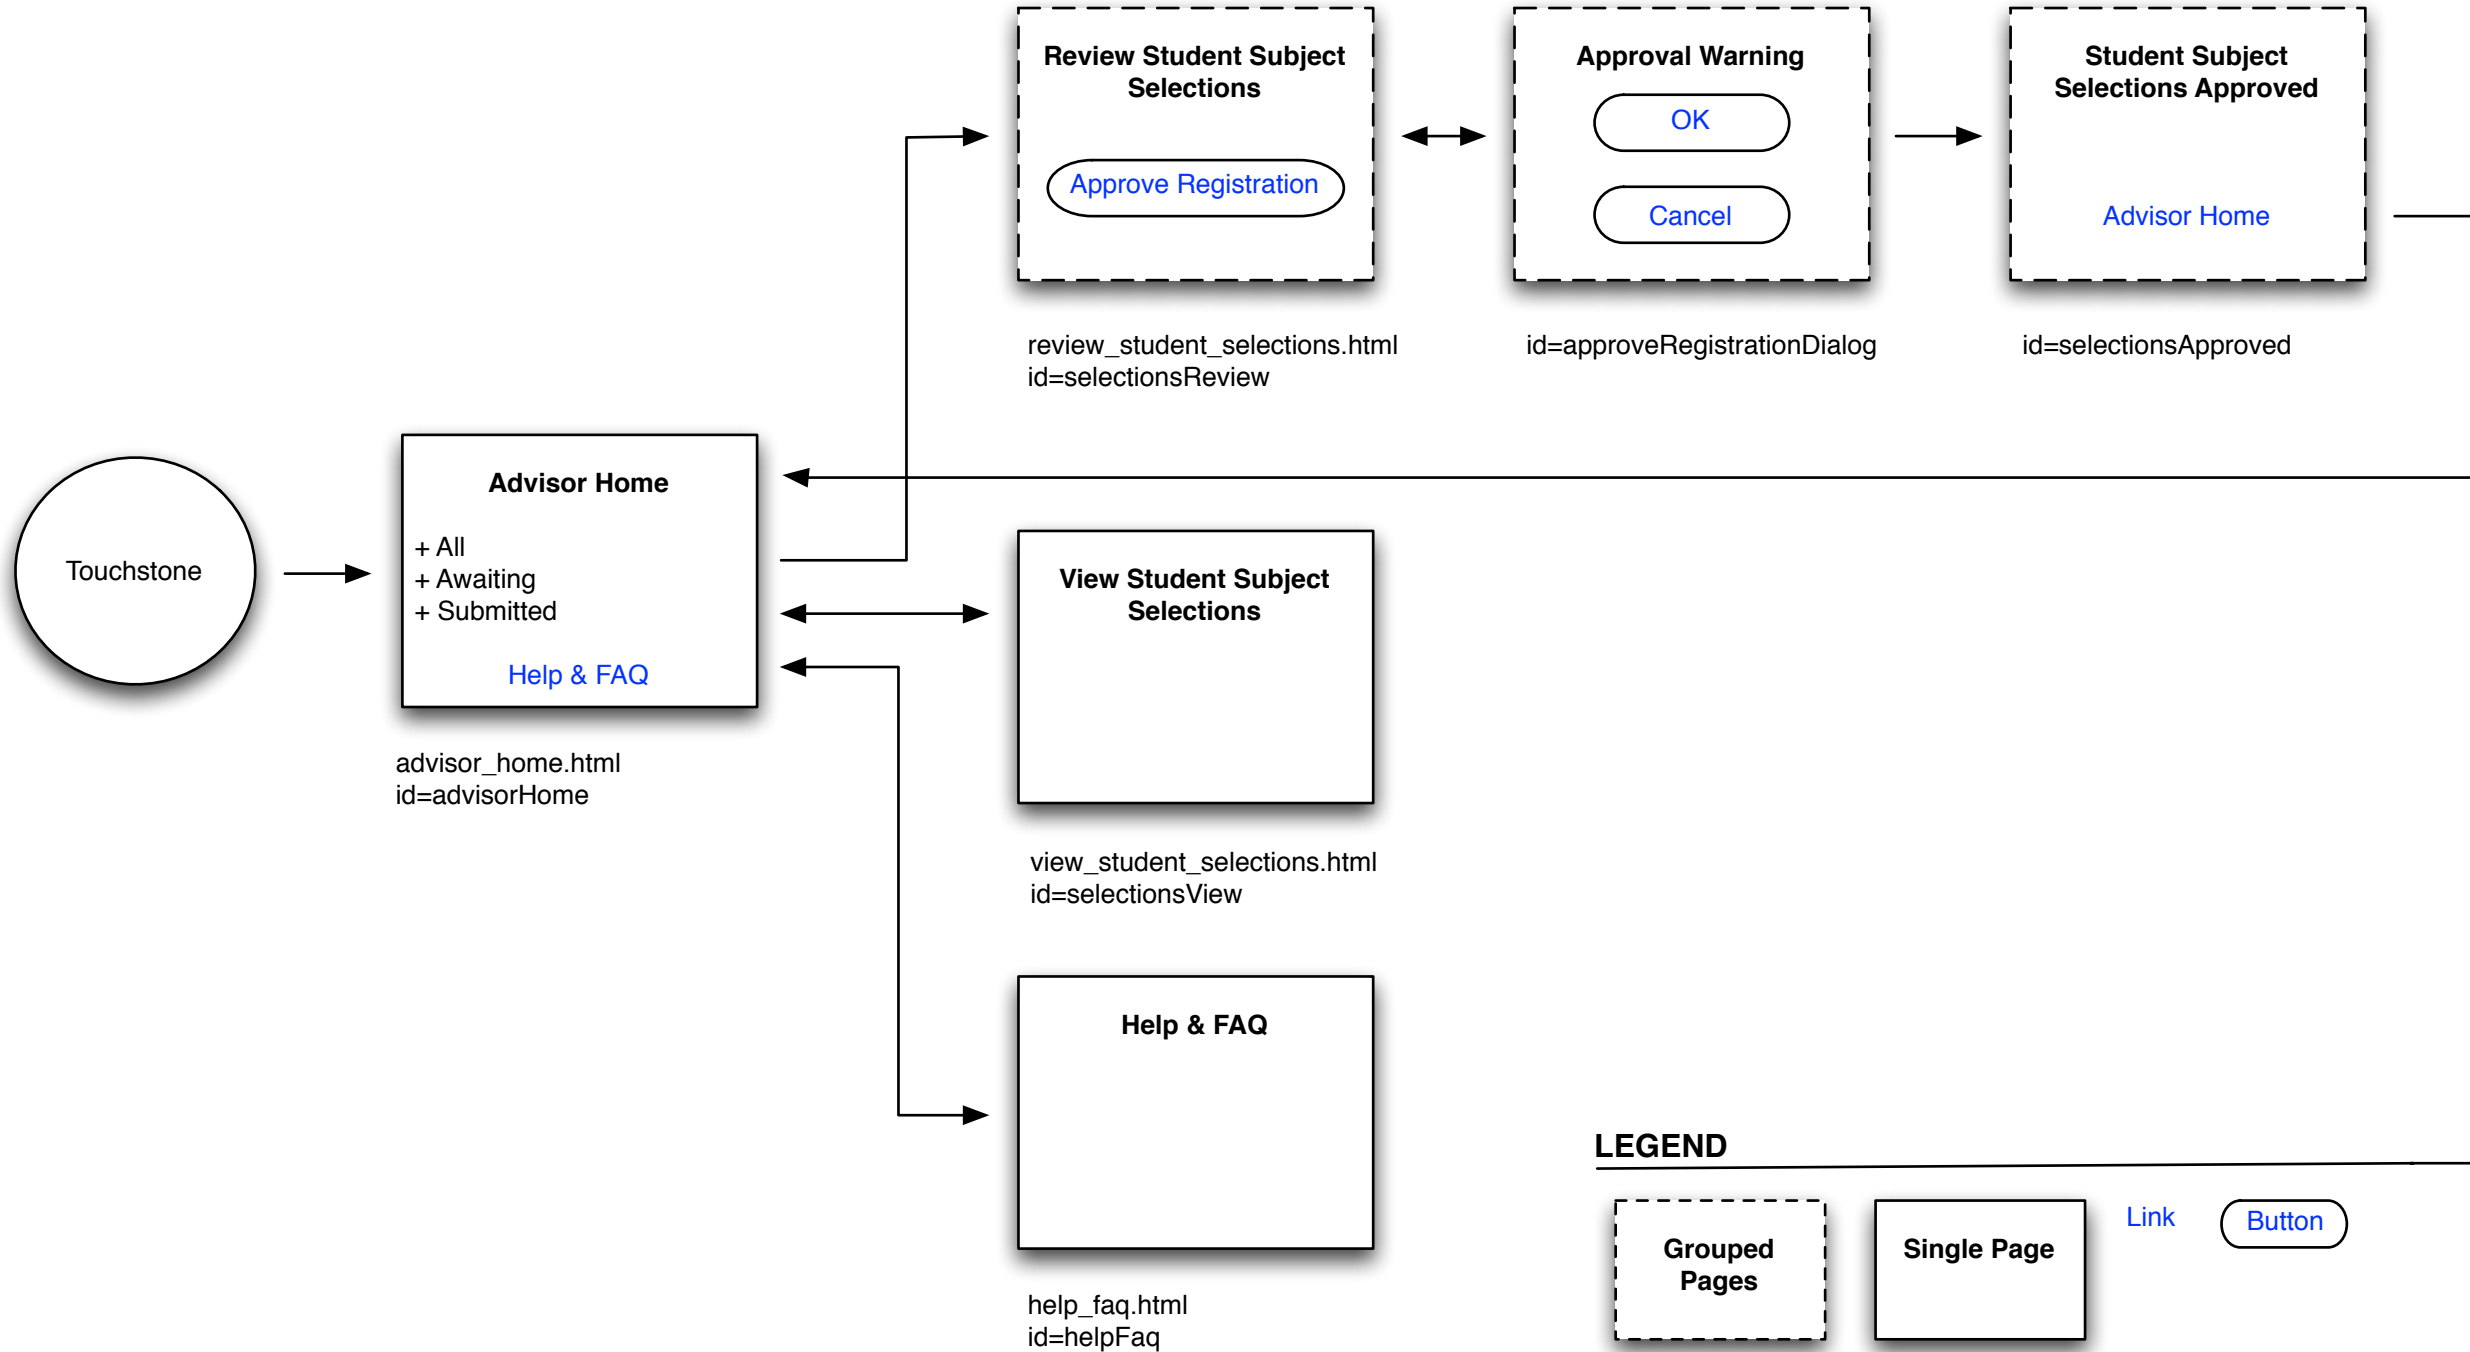 Review Student Subject
Selections
Approve Registration
review_student_selections.html
id=selectionsReview
Approval Warning
OK
Cancel
id=approveRegistrationDialog
Student Subject
Selections Approved
Advisor Home
id=selectionsApproved
Touchstone
Advisor Home
+ All
+ Awaiting
+ Submitted
Help & FAQ
advisor_home.html
id=advisorHome
View Student Subject
Selections
view_student_selections.html
id=selectionsView
Help & FAQ
help_faq.html
id=helpFaq
LEGEND
Grouped
Pages
Single Page
Link
Button